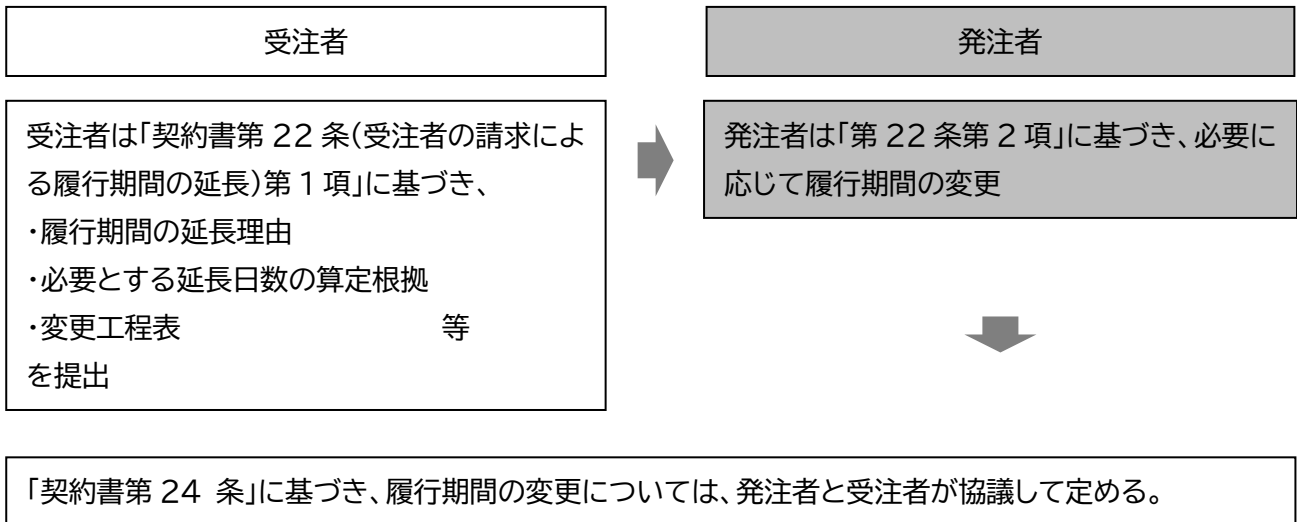 受注者
発注者
受注者は「契約書第 22 条(受注者の請求によ
る履行期間の延長)第 1 項」に基づき、
・履行期間の延長理由
・必要とする延長日数の算定根拠
・変更工程表 等
を提出
発注者は「第 22 条第 2 項」に基づき、必要に
応じて履行期間の変更
「契約書第 24 条」に基づき、履行期間の変更については、発注者と受注者が協議して定める。